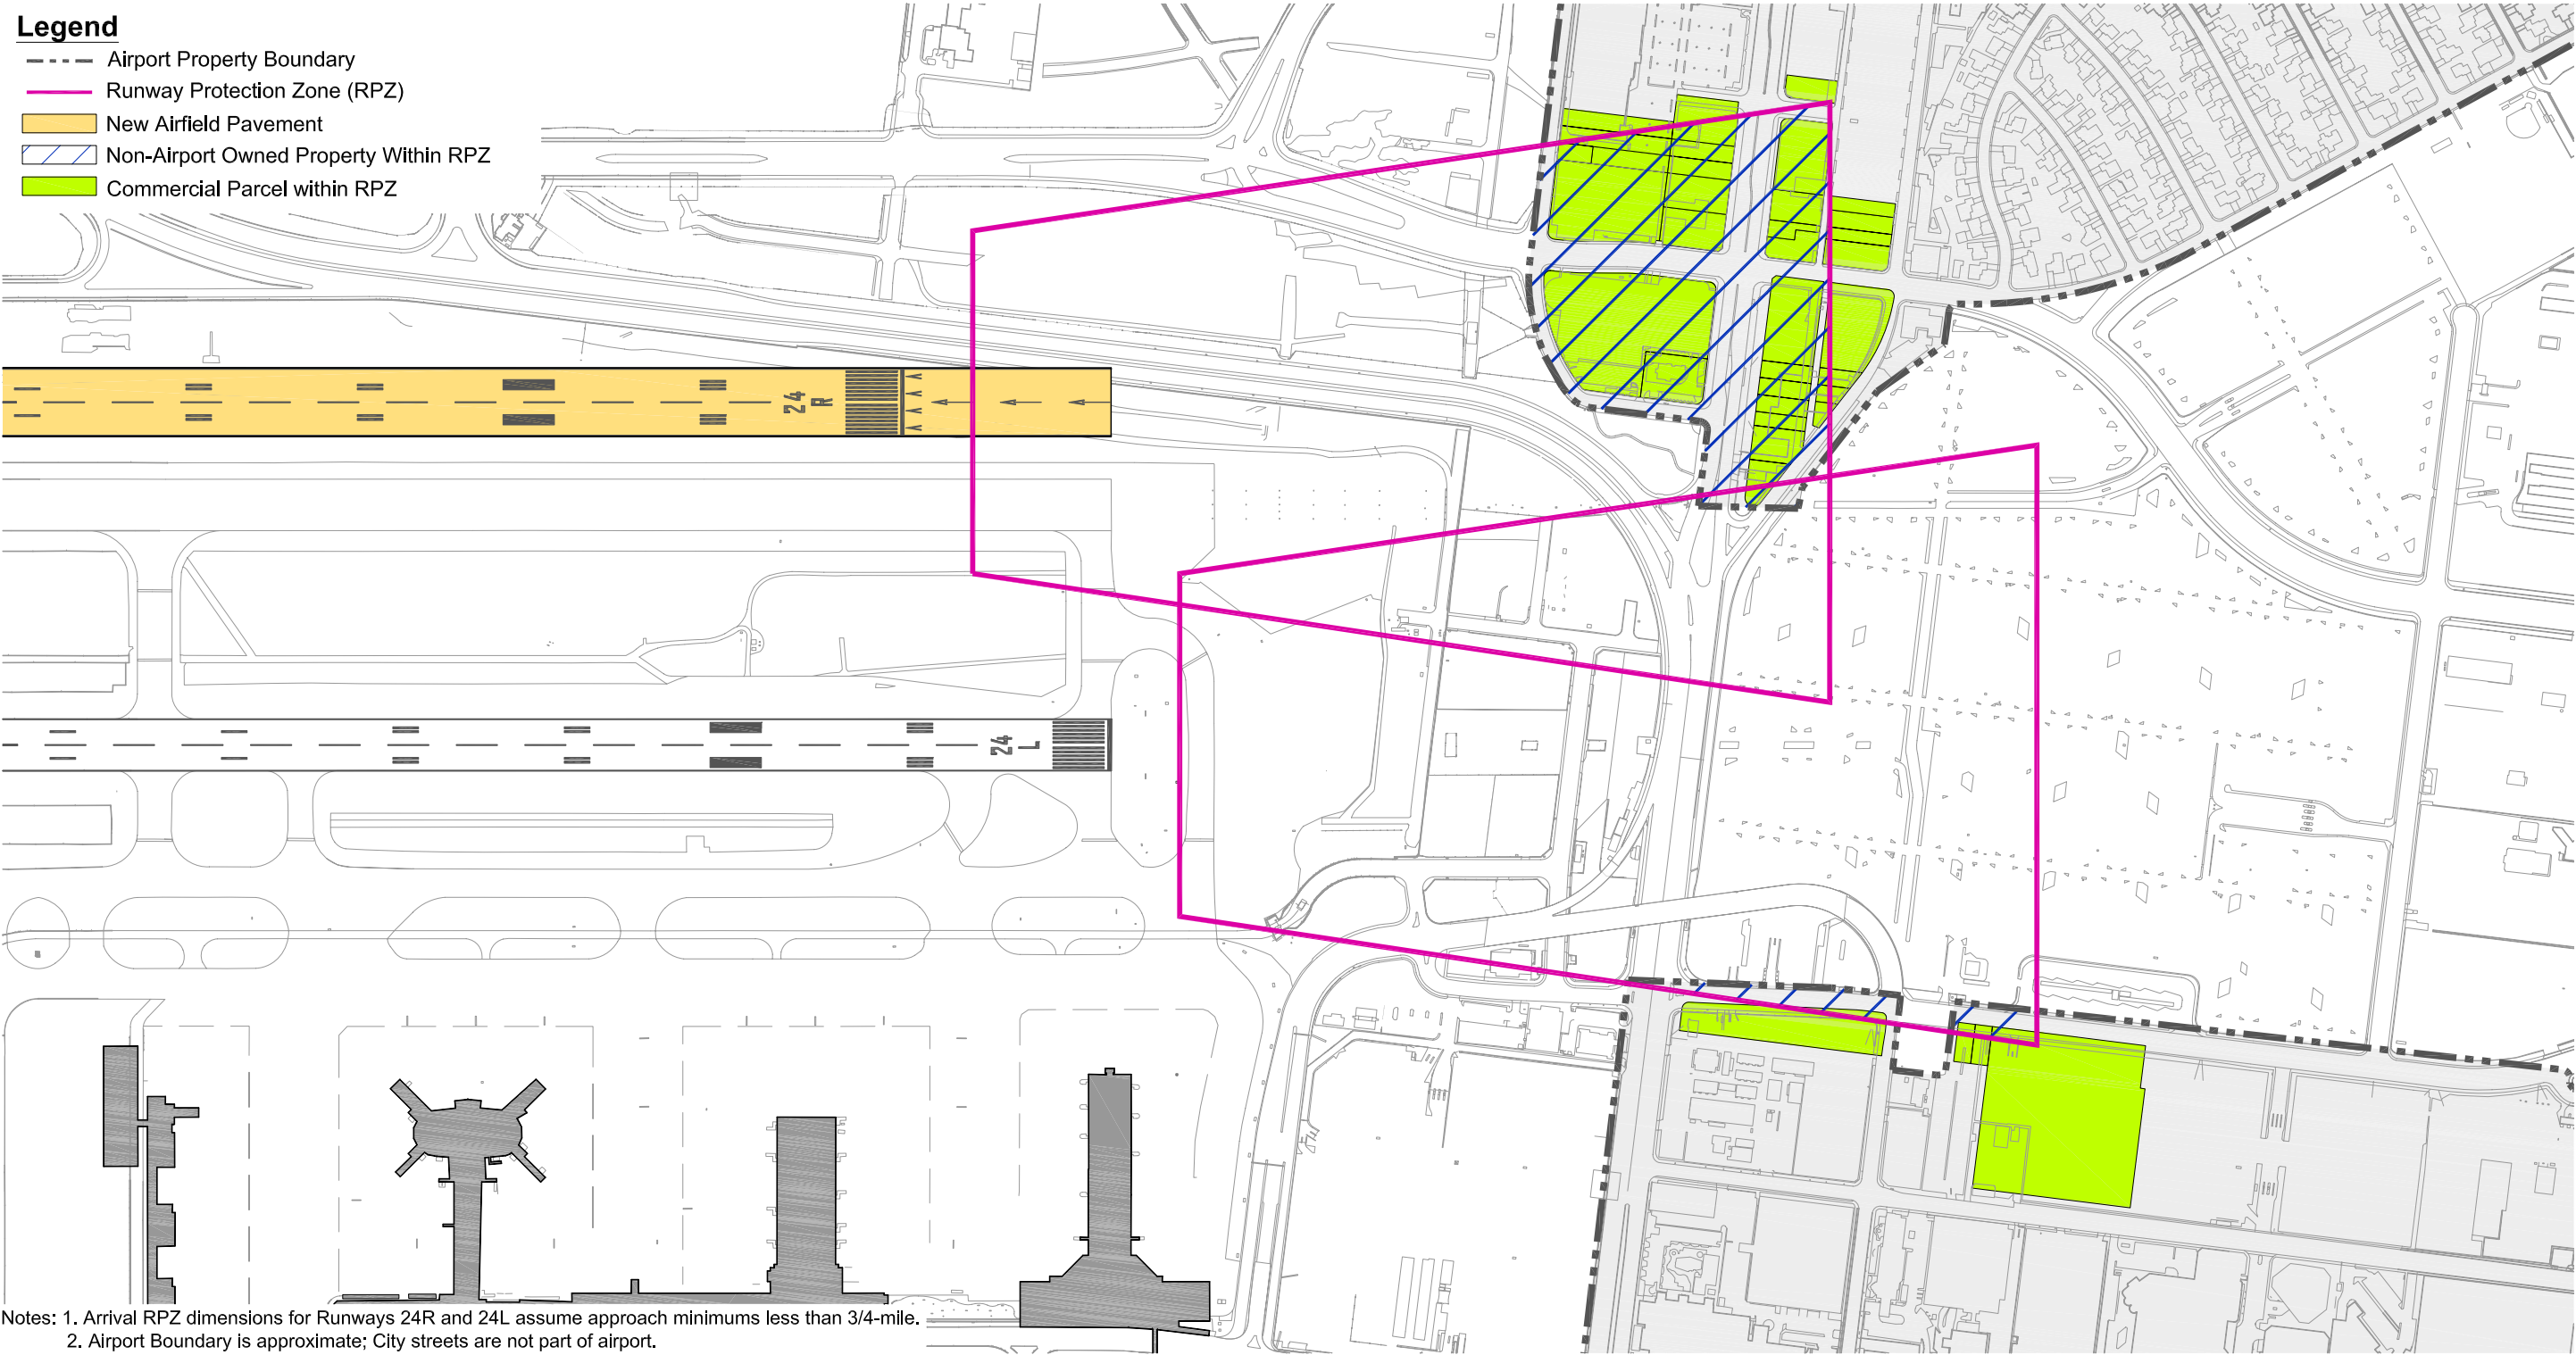 Legend
Airport Property Boundary
Runway Protection Zone (RPZ)
New Airfield Pavement
Non-Airport Owned Property Within RPZ
Commercial Parcel within RPZ
24
R
24
L
Notes: 1. Arrival RPZ dimensions for Runways 24R and 24L assume approach minimums less than 3/4-mile.
2. Airport Boundary is approximate; City streets are not part of airport.